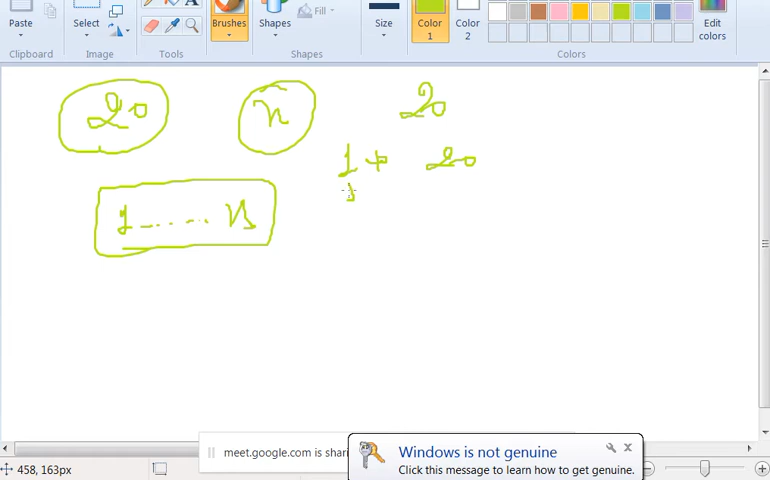 Paste
Select
Brushes
Shapes
Fill
Size
Color
1
Color
2
Edit
colors
Clipboard
Image
Tools
Shapes
Colors
20
n
20
1 + 20
1 ...... n
meet.google.com is shari
Windows is not genuine
Click this message to learn how to get genuine.
458, 163px